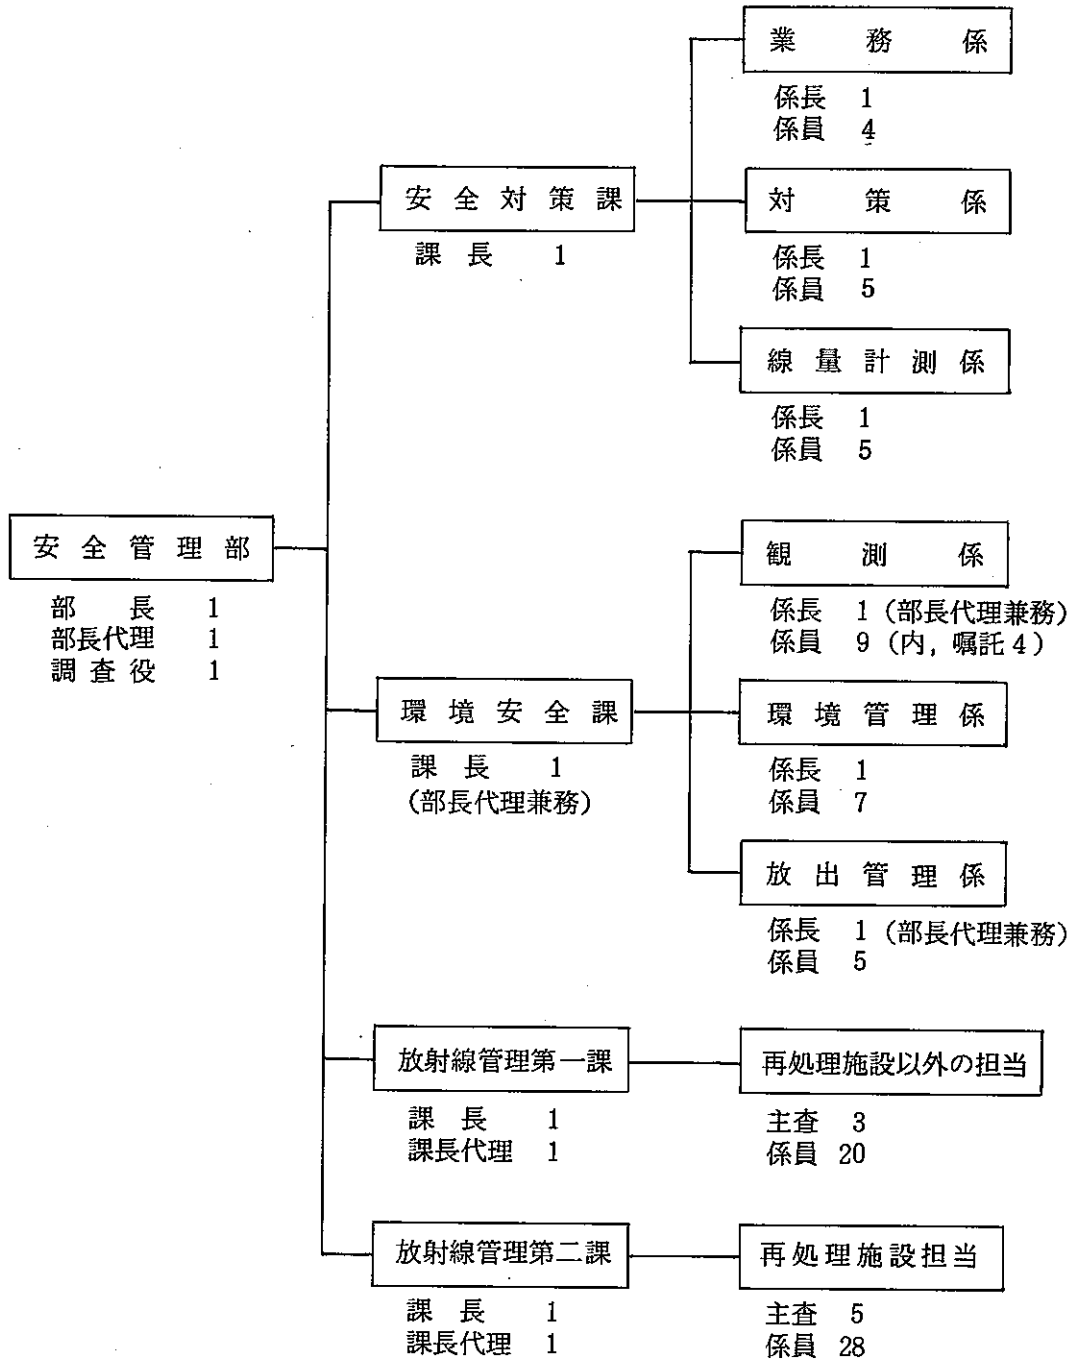 安全管理部
部長 1
部長代理 1
調査役 1
安全対策課
課長 1
業務係
係長 1
係員 4
対策係
係長 1
係員 5
線量計測係
係長 1
係員 5
環境安全課
課長 1
(部長代理兼務)
観測係
係長 1 (部長代理兼務)
係員 9 (内, 嘱託4)
環境管理係
係長 1
係員 7
放出管理係
係長 1 (部長代理兼務)
係員 5
放射線管理第一課
課長 1
課長代理 1
再処理施設以外の担当
主査 3
係員 20
放射線管理第二課
課長 1
課長代理 1
再処理施設担当
主査 5
係員 28